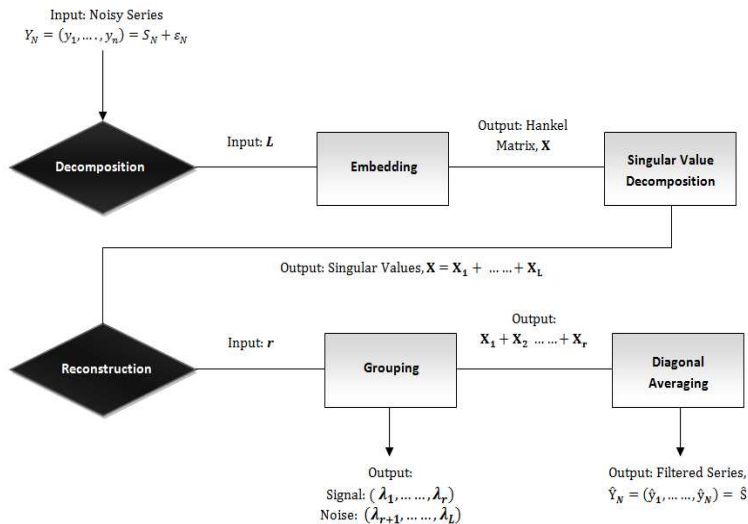 Input: Noisy Series
Y_N = (y_1,....,y_n) = S_N + ε_N
Decomposition
Input: L
Embedding
Output: Hankel
Matrix, X
Singular Value
Decomposition
Output: Singular Values, X = X_1 + ……+ X_L
Reconstruction
Input: r
Grouping
Output:
X_1 + X_2 ……+ X_r
Diagonal
Averaging
Output:
Signal: (λ_1,……,λ_r)
Noise: (λ_{r+1},……,λ_L)
Output: Filtered Series,
Ŷ_N = (ŷ_1,……,ŷ_N) = Ŝ